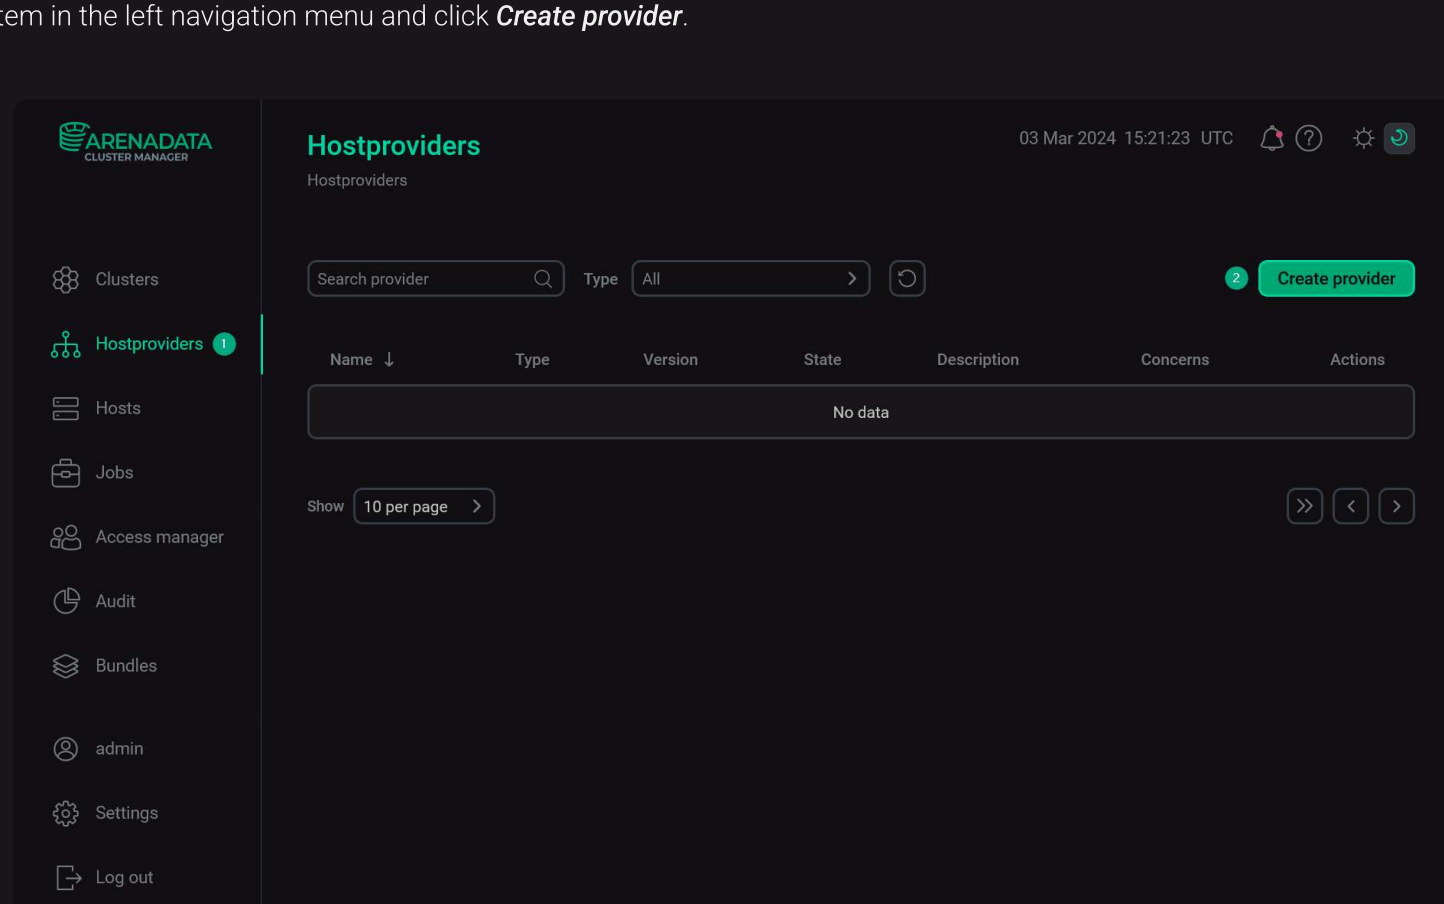 tem in the left navigation menu and click Create provider.
ARENADATA
CLUSTER MANAGER
Hostproviders
Hostproviders
03 Mar 2024 15:21:23 UTC
Clusters
Hostproviders 1
Hosts
Jobs
Access manager
Audit
Bundles
admin
Settings
Log out
Search provider
Type All
2 Create provider
Name Type Version State Description Concerns Actions
No data
Show 10 per page